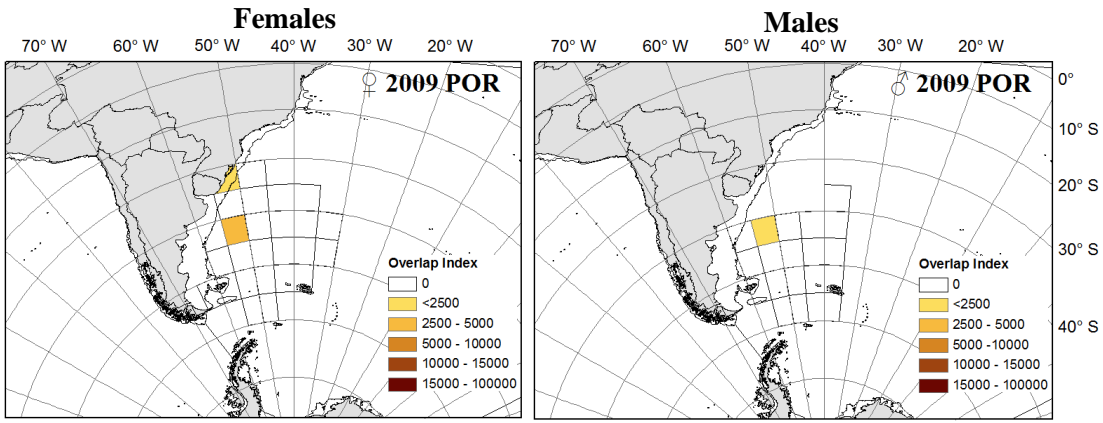 Females
Males
70° W 60° W 50° W 40° W 30° W 20° W
70° W 60° W 50° W 40° W 30° W 20° W
♀ 2009 POR
♂ 2009 POR
0°
10° S
20° S
30° S
40° S
Overlap Index
0
<2500
2500 - 5000
5000 - 10000
10000 - 15000
15000 - 100000
Overlap Index
0
<2500
2500 - 5000
5000 -10000
10000 - 15000
15000 - 100000